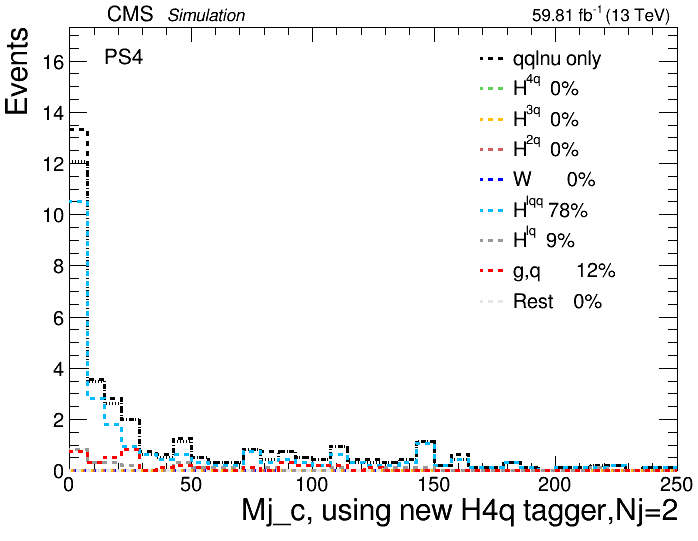 CMS Simulation 59.81 fb-1 (13 TeV)
Events
PS4
qqlnu only
H4q 0%
H3q 0%
H2q 0%
W 0%
Hlqq 78%
Hlq 9%
g,q 12%
Rest 0%
16
14
12
10
8
6
4
2
0
0 50 100 150 200 250
Mj_c, using new H4q tagger,Nj=2